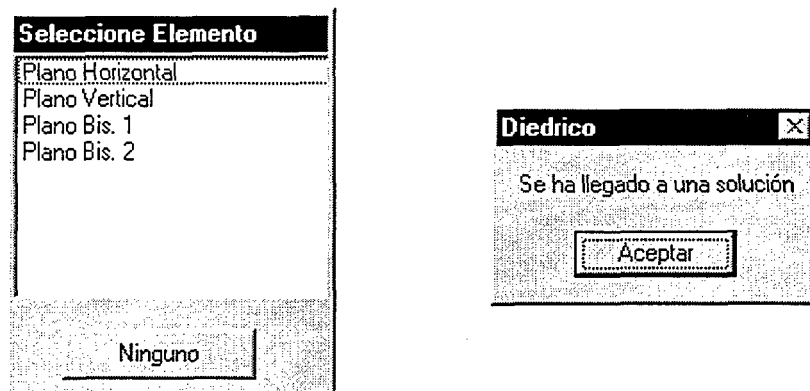 Seleccione Elemento
Plano Horizontal
Plano Vertical
Plano Bis. 1
Plano Bis. 2
Ninguno
Diedrico
Se ha llegado a una solución
Aceptar